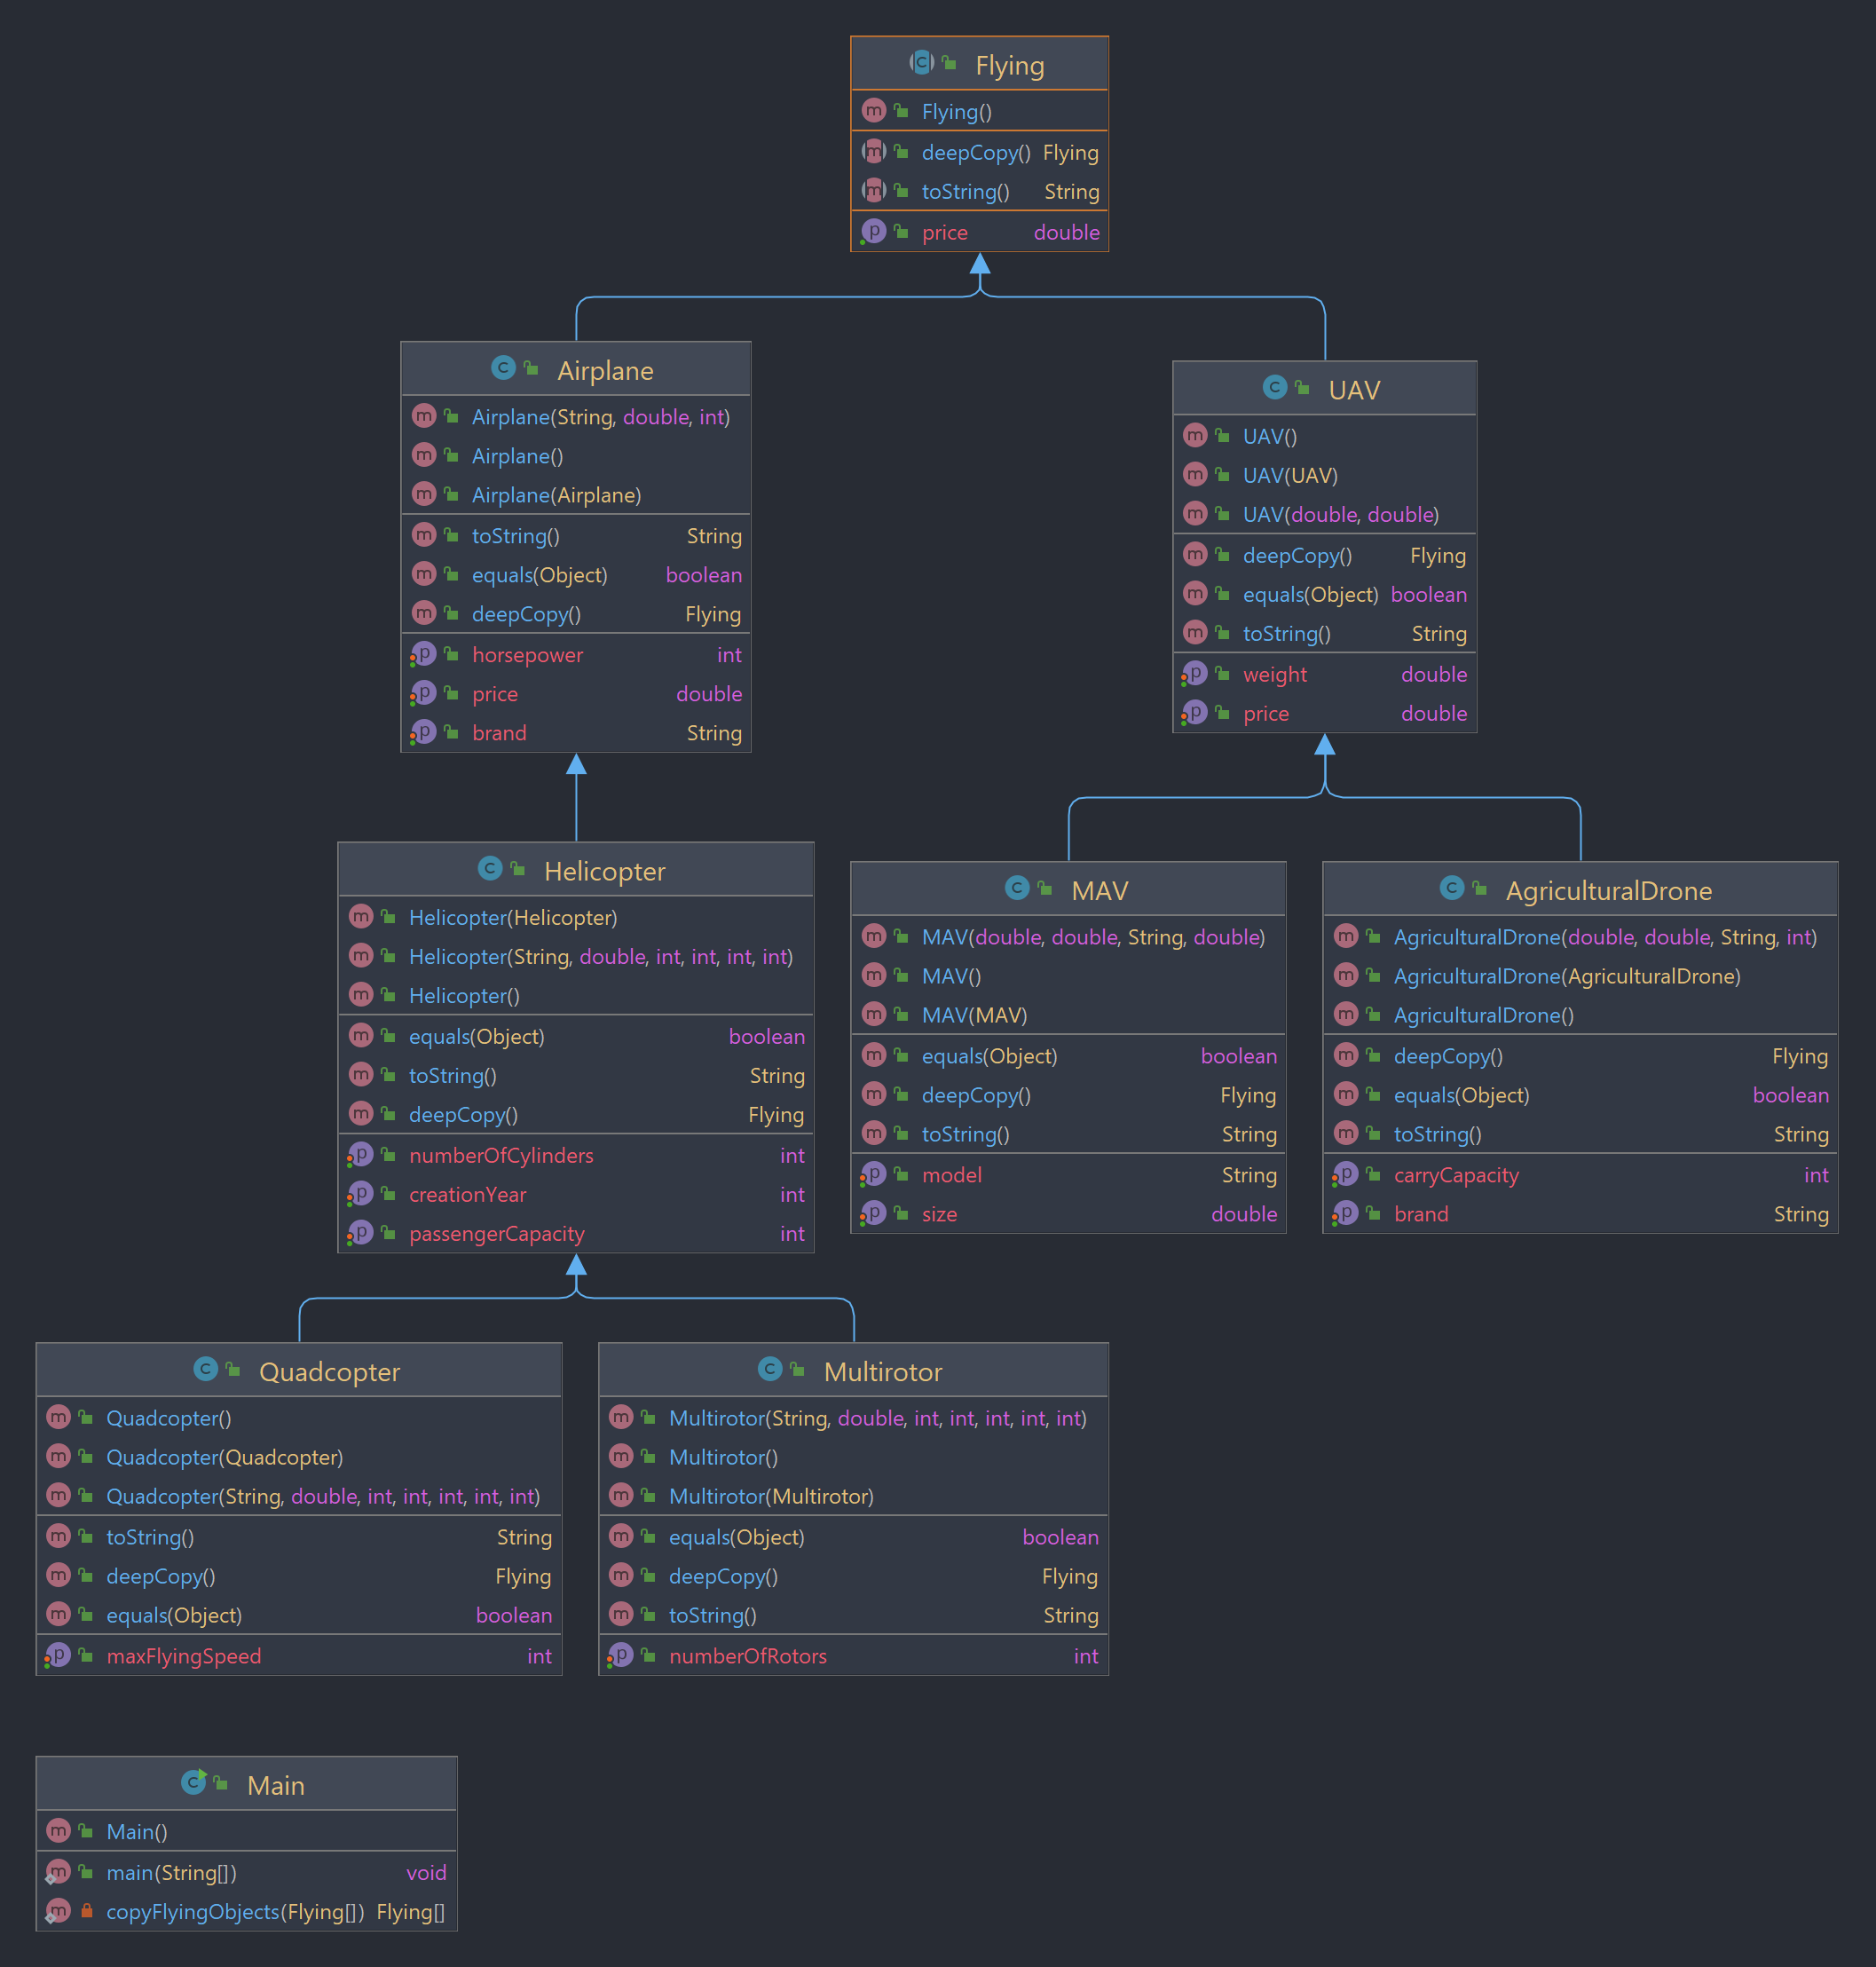 Flying
Flying()
deepCopy() Flying
toString() String
price double
Airplane
Airplane(String, double, int)
Airplane()
Airplane(Airplane)
toString() String
equals(Object) boolean
deepCopy() Flying
horsepower int
price double
brand String
UAV
UAV()
UAV(UAV)
UAV(double, double)
deepCopy() Flying
equals(Object) boolean
toString() String
weight double
price double
Helicopter
Helicopter(Helicopter)
Helicopter(String, double, int, int, int, int)
Helicopter()
equals(Object) boolean
toString() String
deepCopy() Flying
numberOfCylinders int
creationYear int
passengerCapacity int
MAV
MAV(double, double, String, double)
MAV()
MAV(MAV)
equals(Object) boolean
deepCopy() Flying
toString() String
model String
size double
AgriculturalDrone
AgriculturalDrone(double, double, String, int)
AgriculturalDrone(AgriculturalDrone)
AgriculturalDrone()
deepCopy() Flying
equals(Object) boolean
toString() String
carryCapacity int
brand String
Quadcopter
Quadcopter()
Quadcopter(Quadcopter)
Quadcopter(String, double, int, int, int, int, int)
toString() String
deepCopy() Flying
equals(Object) boolean
maxFlyingSpeed int
Multirotor
Multirotor(String, double, int, int, int, int, int)
Multirotor()
Multirotor(Multirotor)
equals(Object) boolean
deepCopy() Flying
toString() String
numberOfRotors int
Main
Main()
main(String[]) void
copyFlyingObjects(Flying[]) Flying[]